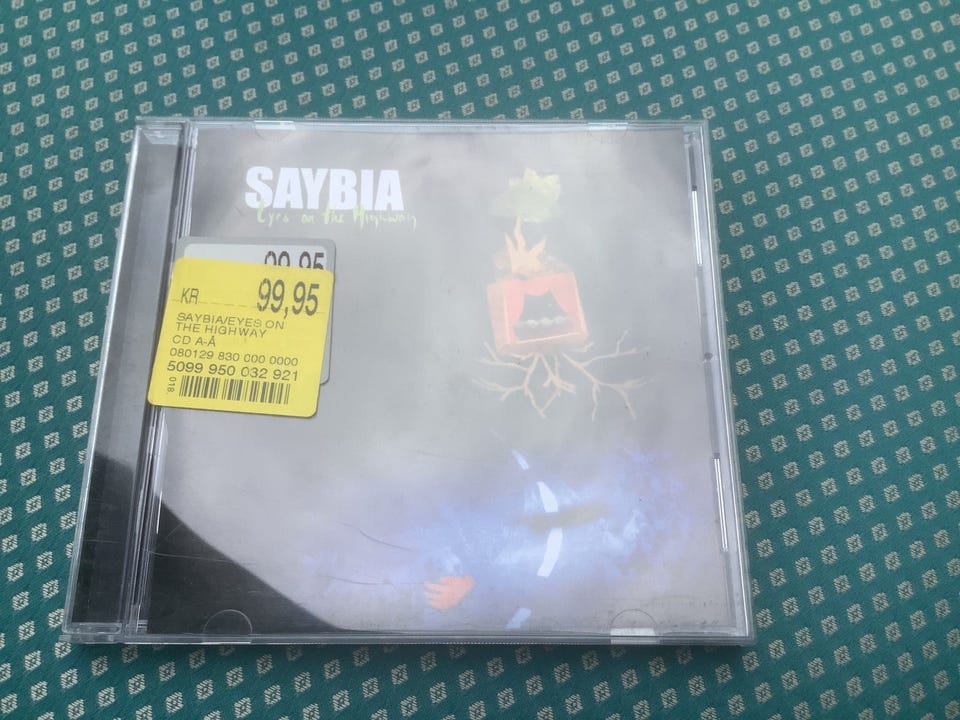 SAYBIA
Eyes on the Highway
99,95
KR 99,95
SAYBIA/EYES ON
THE HIGHWAY
CD A-Å
080129 830 000 0000
5099 950 032 921
018